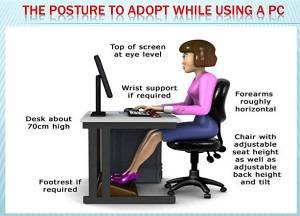 THE POSTURE TO ADOPT WHILE USING A PC
Top of screen
at eye level
Wrist support
if required
Forearms
roughly
horizontal
Desk about
70cm high
Chair with
adjustable
seat height
as well as
adjustable
back height
and tilt
Footrest if
required